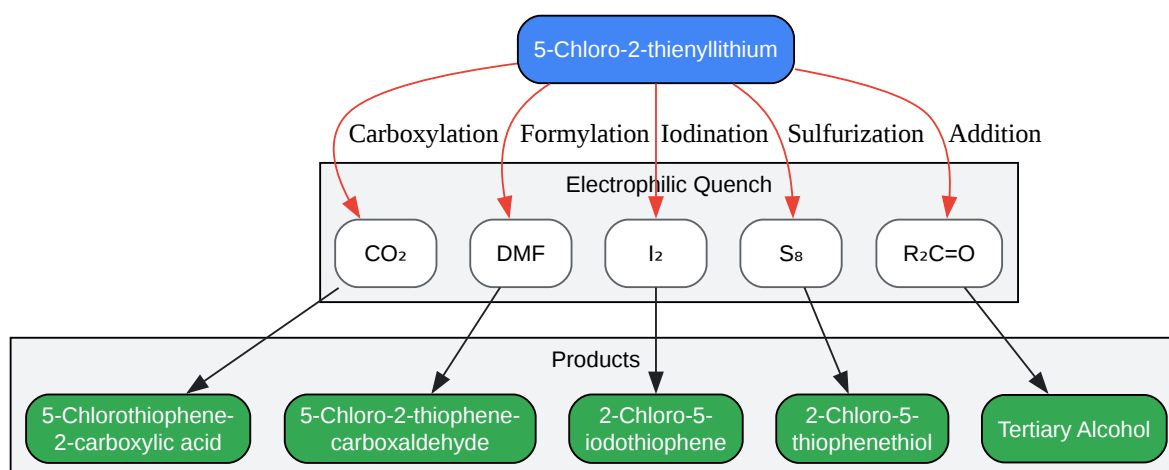 5-Chloro-2-thienyllithium
Carboxylation
Formylation
Iodination
Sulfurization
Addition
Electrophilic Quench
CO₂
DMF
I₂
S₈
R₂C=O
Products
5-Chlorothiophene-
2-carboxylic acid
5-Chloro-2-thiophene-
carboxaldehyde
2-Chloro-5-
iodothiophene
2-Chloro-5-
thiophenethiol
Tertiary Alcohol